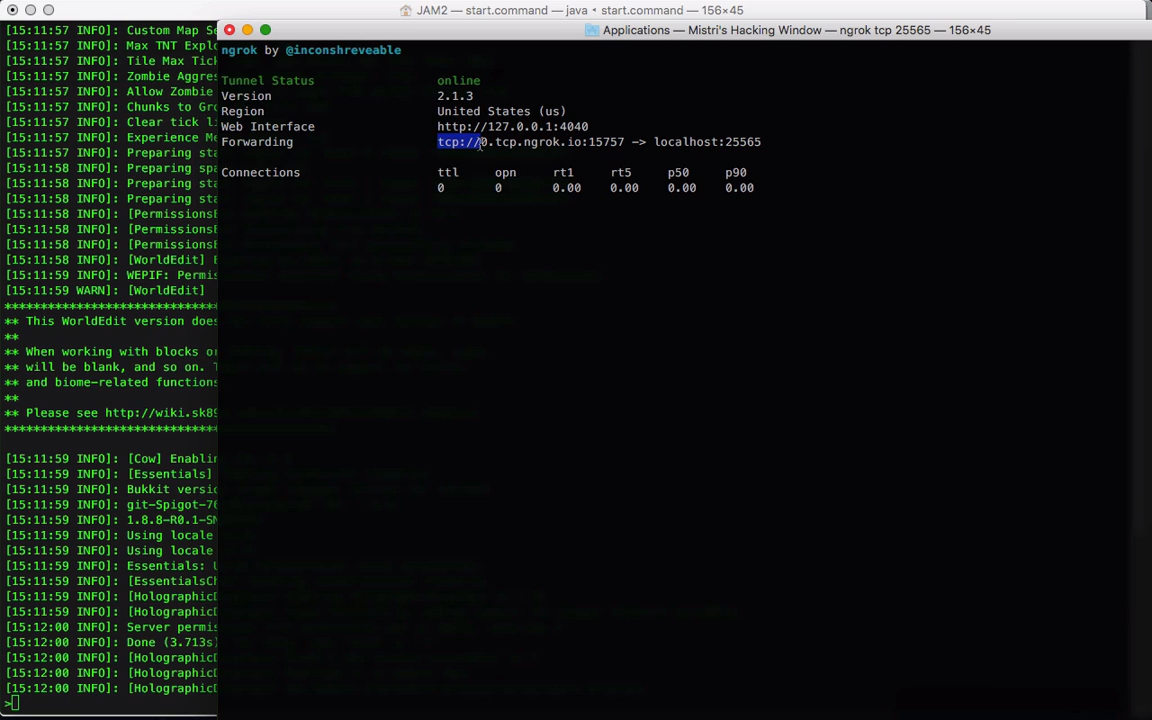 JAM2 — start.command — java ◂ start.command — 156×45
Applications — Mistri's Hacking Window — ngrok tcp 25565 — 156×45
[15:11:57 INFO]: Custom Map Se
[15:11:57 INFO]: Max TNT Explo
[15:11:57 INFO]: Tile Max Tick
[15:11:57 INFO]: Zombie Aggres
[15:11:57 INFO]: Allow Zombie
[15:11:57 INFO]: Chunks to Gro
[15:11:57 INFO]: Clear tick li
[15:11:57 INFO]: Experience Me
[15:11:57 INFO]: Preparing sta
[15:11:58 INFO]: Preparing spa
[15:11:58 INFO]: Preparing sta
[15:11:58 INFO]: Preparing sta
[15:11:58 INFO]: [PermissionsE
[15:11:58 INFO]: [PermissionsE
[15:11:58 INFO]: [PermissionsE
[15:11:58 INFO]: [WorldEdit] E
[15:11:59 INFO]: WEPIF: Permis
[15:11:59 WARN]: [WorldEdit]
******************************
** This WorldEdit version does
**
** When working with blocks or
** will be blank, and so on. T
** and biome-related functions
**
** Please see http://wiki.sk89
******************************
[15:11:59 INFO]: [Cow] Enablin
[15:11:59 INFO]: [Essentials]
[15:11:59 INFO]: Bukkit versio
[15:11:59 INFO]: git-Spigot-76
[15:11:59 INFO]: 1.8.8-R0.1-SN
[15:11:59 INFO]: Using locale
[15:11:59 INFO]: Using locale
[15:11:59 INFO]: Essentials: U
[15:11:59 INFO]: [EssentialsCh
[15:11:59 INFO]: [HolographicD
[15:11:59 INFO]: [HolographicD
[15:12:00 INFO]: Server permis
[15:12:00 INFO]: Done (3.713s)
[15:12:00 INFO]: [HolographicD
[15:12:00 INFO]: [HolographicD
[15:12:00 INFO]: [HolographicD
>
ngrok by @inconshreveable
Tunnel Status online
Version 2.1.3
Region United States (us)
Web Interface http://127.0.0.1:4040
Forwarding tcp://0.tcp.ngrok.io:15757 -> localhost:25565
Connections ttl opn rt1 rt5 p50 p90
0 0 0.00 0.00 0.00 0.00